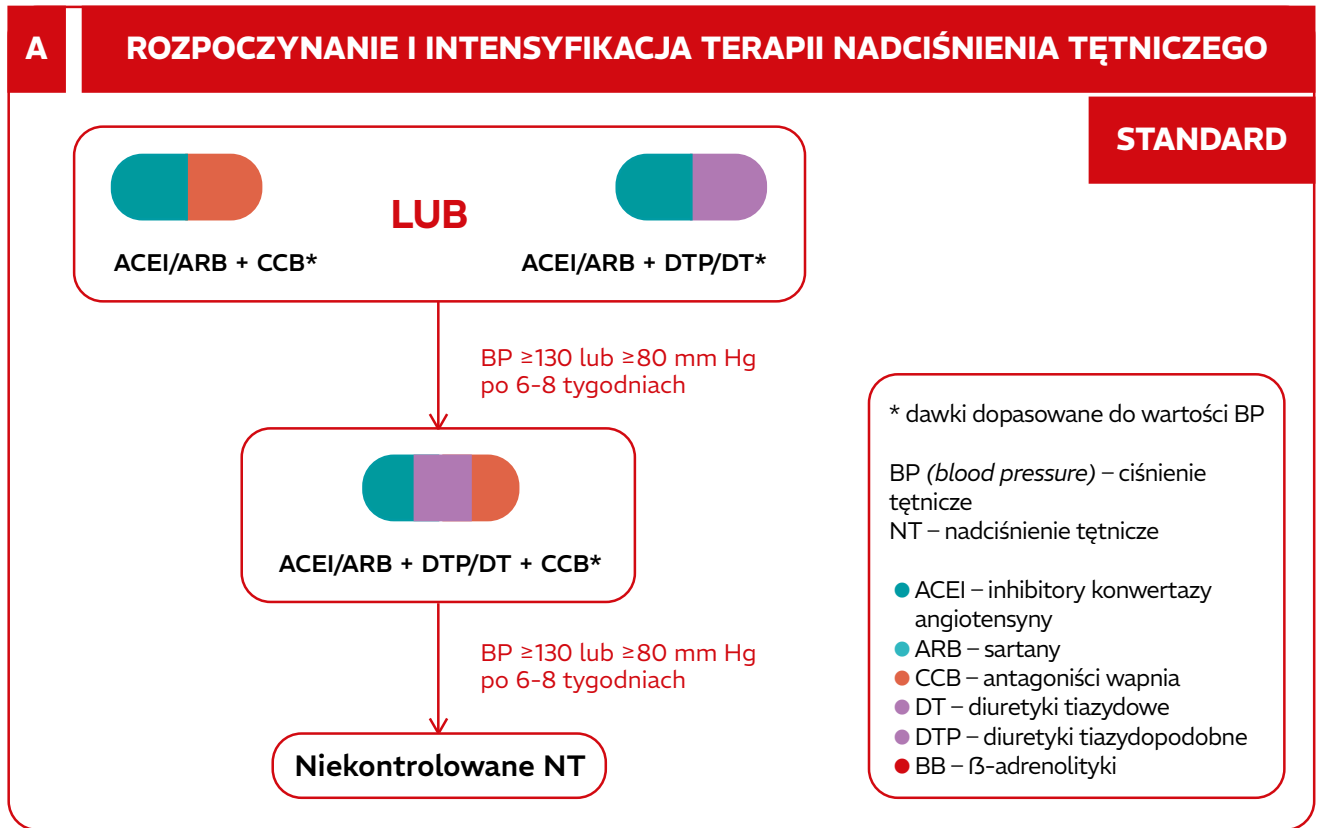 A
ROZPOCZYNANIE I INTENSYFIKACJA TERAPII NADCIŚNIENIA TĘTNICZEGO
STANDARD
LUB
ACEI/ARB + CCB*
ACEI/ARB + DTP/DT*
BP ≥130 lub ≥80 mm Hg
po 6-8 tygodniach
ACEI/ARB + DTP/DT + CCB*
BP ≥130 lub ≥80 mm Hg
po 6-8 tygodniach
Niekontrolowane NT
* dawki dopasowane do wartości BP
BP (blood pressure) – ciśnienie
tętnicze
NT – nadciśnienie tętnicze
ACEI – inhibitory konwertazy
angiotensyny
ARB – sartany
CCB – antagoniści wapnia
DT – diuretyki tiazydowe
DTP – diuretyki tiazydopodobne
BB – ß-adrenolityki